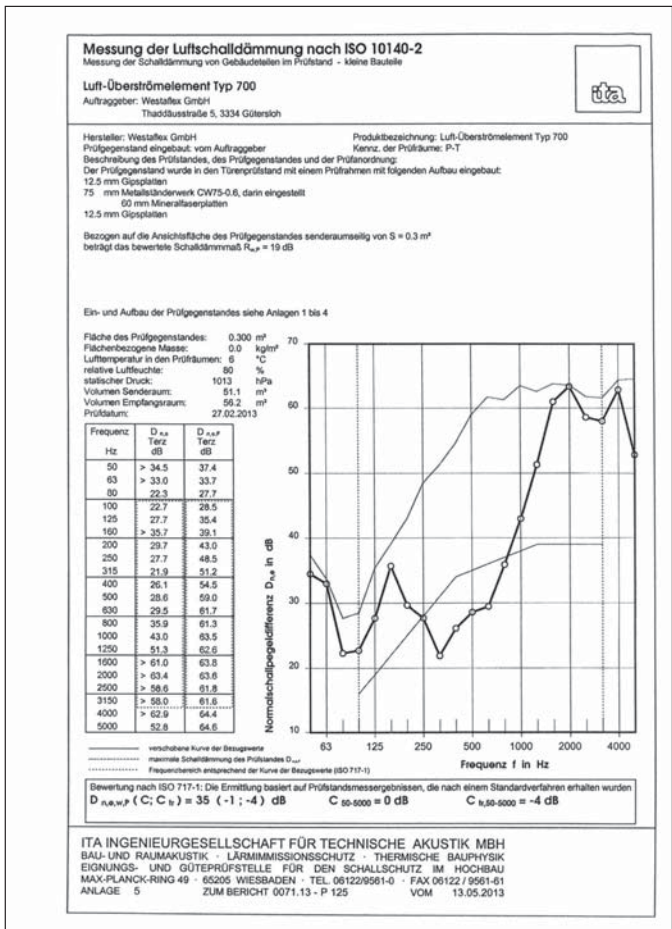 Messung der Luftschalldämmung nach ISO 10140-2
Messung der Schalldämmung von Gebäudeteilen im Prüfstand - kleine Bauteile
Luft-Überströmelement Typ 700
Auftraggeber: Westaflex GmbH
Thaddäusstraße 5, 3334 Gütersloh
ita
Hersteller: Westaflex GmbH Produktbezeichnung: Luft-Überströmelement Typ 700
Prüfgegenstand eingebaut: vom Auftraggeber Kennz. der Prüfräume: P-T
Beschreibung des Prüfstandes, des Prüfgegenstandes und der Prüfanordnung:
Der Prüfgegenstand wurde in den Türenprüfstand mit einem Prüfrahmen mit folgenden Aufbau eingebaut:
12.5 mm Gipsplatten
75 mm Metallständerwerk CW75-0.6, darin eingestellt
60 mm Mineralfaserplatten
12.5 mm Gipsplatten
Bezogen auf die Ansichtsfläche des Prüfgegenstandes senderaumseitig von S = 0.3 m²
beträgt das bewertete Schalldämmmaß Rw,P = 19 dB
Ein- und Aufbau der Prüfgegenstandes siehe Anlagen 1 bis 4
Fläche des Prüfgegenstandes: 0.300 m²
Flächenbezogene Masse: 0.0 kg/m²
Lufttemperatur in den Prüfräumen: 6 °C
relative Luftfeuchte: 80 %
statischer Druck: 1013 hPa
Volumen Senderaum: 51.1 m³
Volumen Empfangsraum: 56.2 m³
Prüfdatum: 27.02.2013
Frequenz D n,e D n,e,P
Terz Terz
Hz dB dB
50 > 34.5 37.4
63 > 33.0 33.7
80 22.3 27.7
100 22.7 28.5
125 27.7 35.4
160 > 35.7 39.1
200 29.7 43.0
250 27.7 48.5
315 21.9 51.2
400 26.1 54.5
500 28.6 59.0
630 29.5 61.7
800 35.9 61.3
1000 43.0 63.5
1250 51.3 62.6
1600 > 61.0 63.8
2000 > 63.4 63.6
2500 > 58.6 61.8
3150 > 58.0 61.6
4000 > 62.9 64.4
5000 52.8 64.6
Normalschallpegeldifferenz Dn,e in dB
70
60
50
40
30
20
10
63 125 250 500 1000 2000 4000
Frequenz f in Hz
verschobene Kurve der Bezugswerte
maximale Schalldämmung des Prüfstandes
Frequenzbereich entsprechend der Kurve der Bezugswerte (ISO 717-1)
Bewertung nach ISO 717-1: Die Ermittlung basiert auf Prüfstandsmessergebnissen, die nach einem Standardverfahren erhalten wurden
D n,e,w,P ( C; C tr ) = 35 ( -1 ; -4 ) dB C 50-5000 = 0 dB C tr,50-5000 = -4 dB
ITA INGENIEURGESELLSCHAFT FÜR TECHNISCHE AKUSTIK MBH
BAU- UND RAUMAKUSTIK · LÄRMIMMISSIONSSCHUTZ · THERMISCHE BAUPHYSIK
EIGNUNGS- UND GÜTEPRÜFSTELLE FÜR DEN SCHALLSCHUTZ IM HOCHBAU
MAX-PLANCK-RING 49 · 65205 WIESBADEN · TEL. 06122/9561-0 · FAX 06122 / 9561-61
ANLAGE 5 ZUM BERICHT 0071.13 - P 125 VOM 13.05.2013